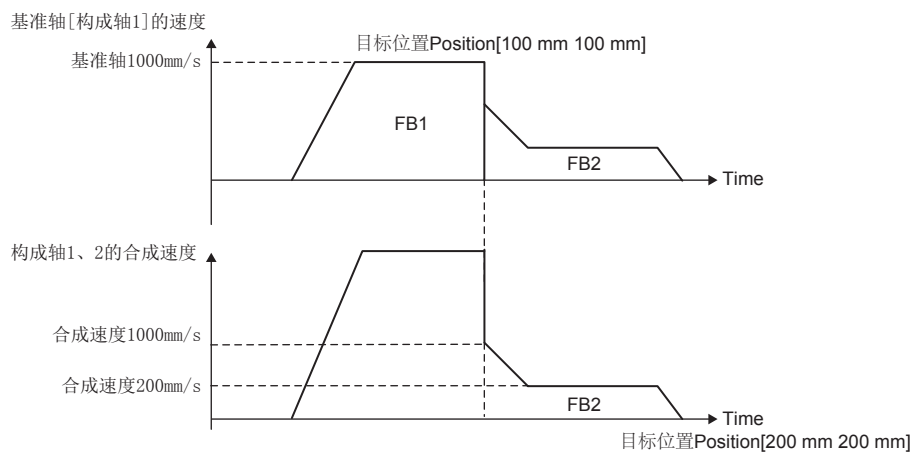 基准轴[构成轴1]的速度
目标位置Position[100 mm 100 mm]
基准轴1000mm/s
FB1
FB2
Time
构成轴1、2的合成速度
合成速度1000mm/s
合成速度200mm/s
FB2
Time
目标位置Position[200 mm 200 mm]